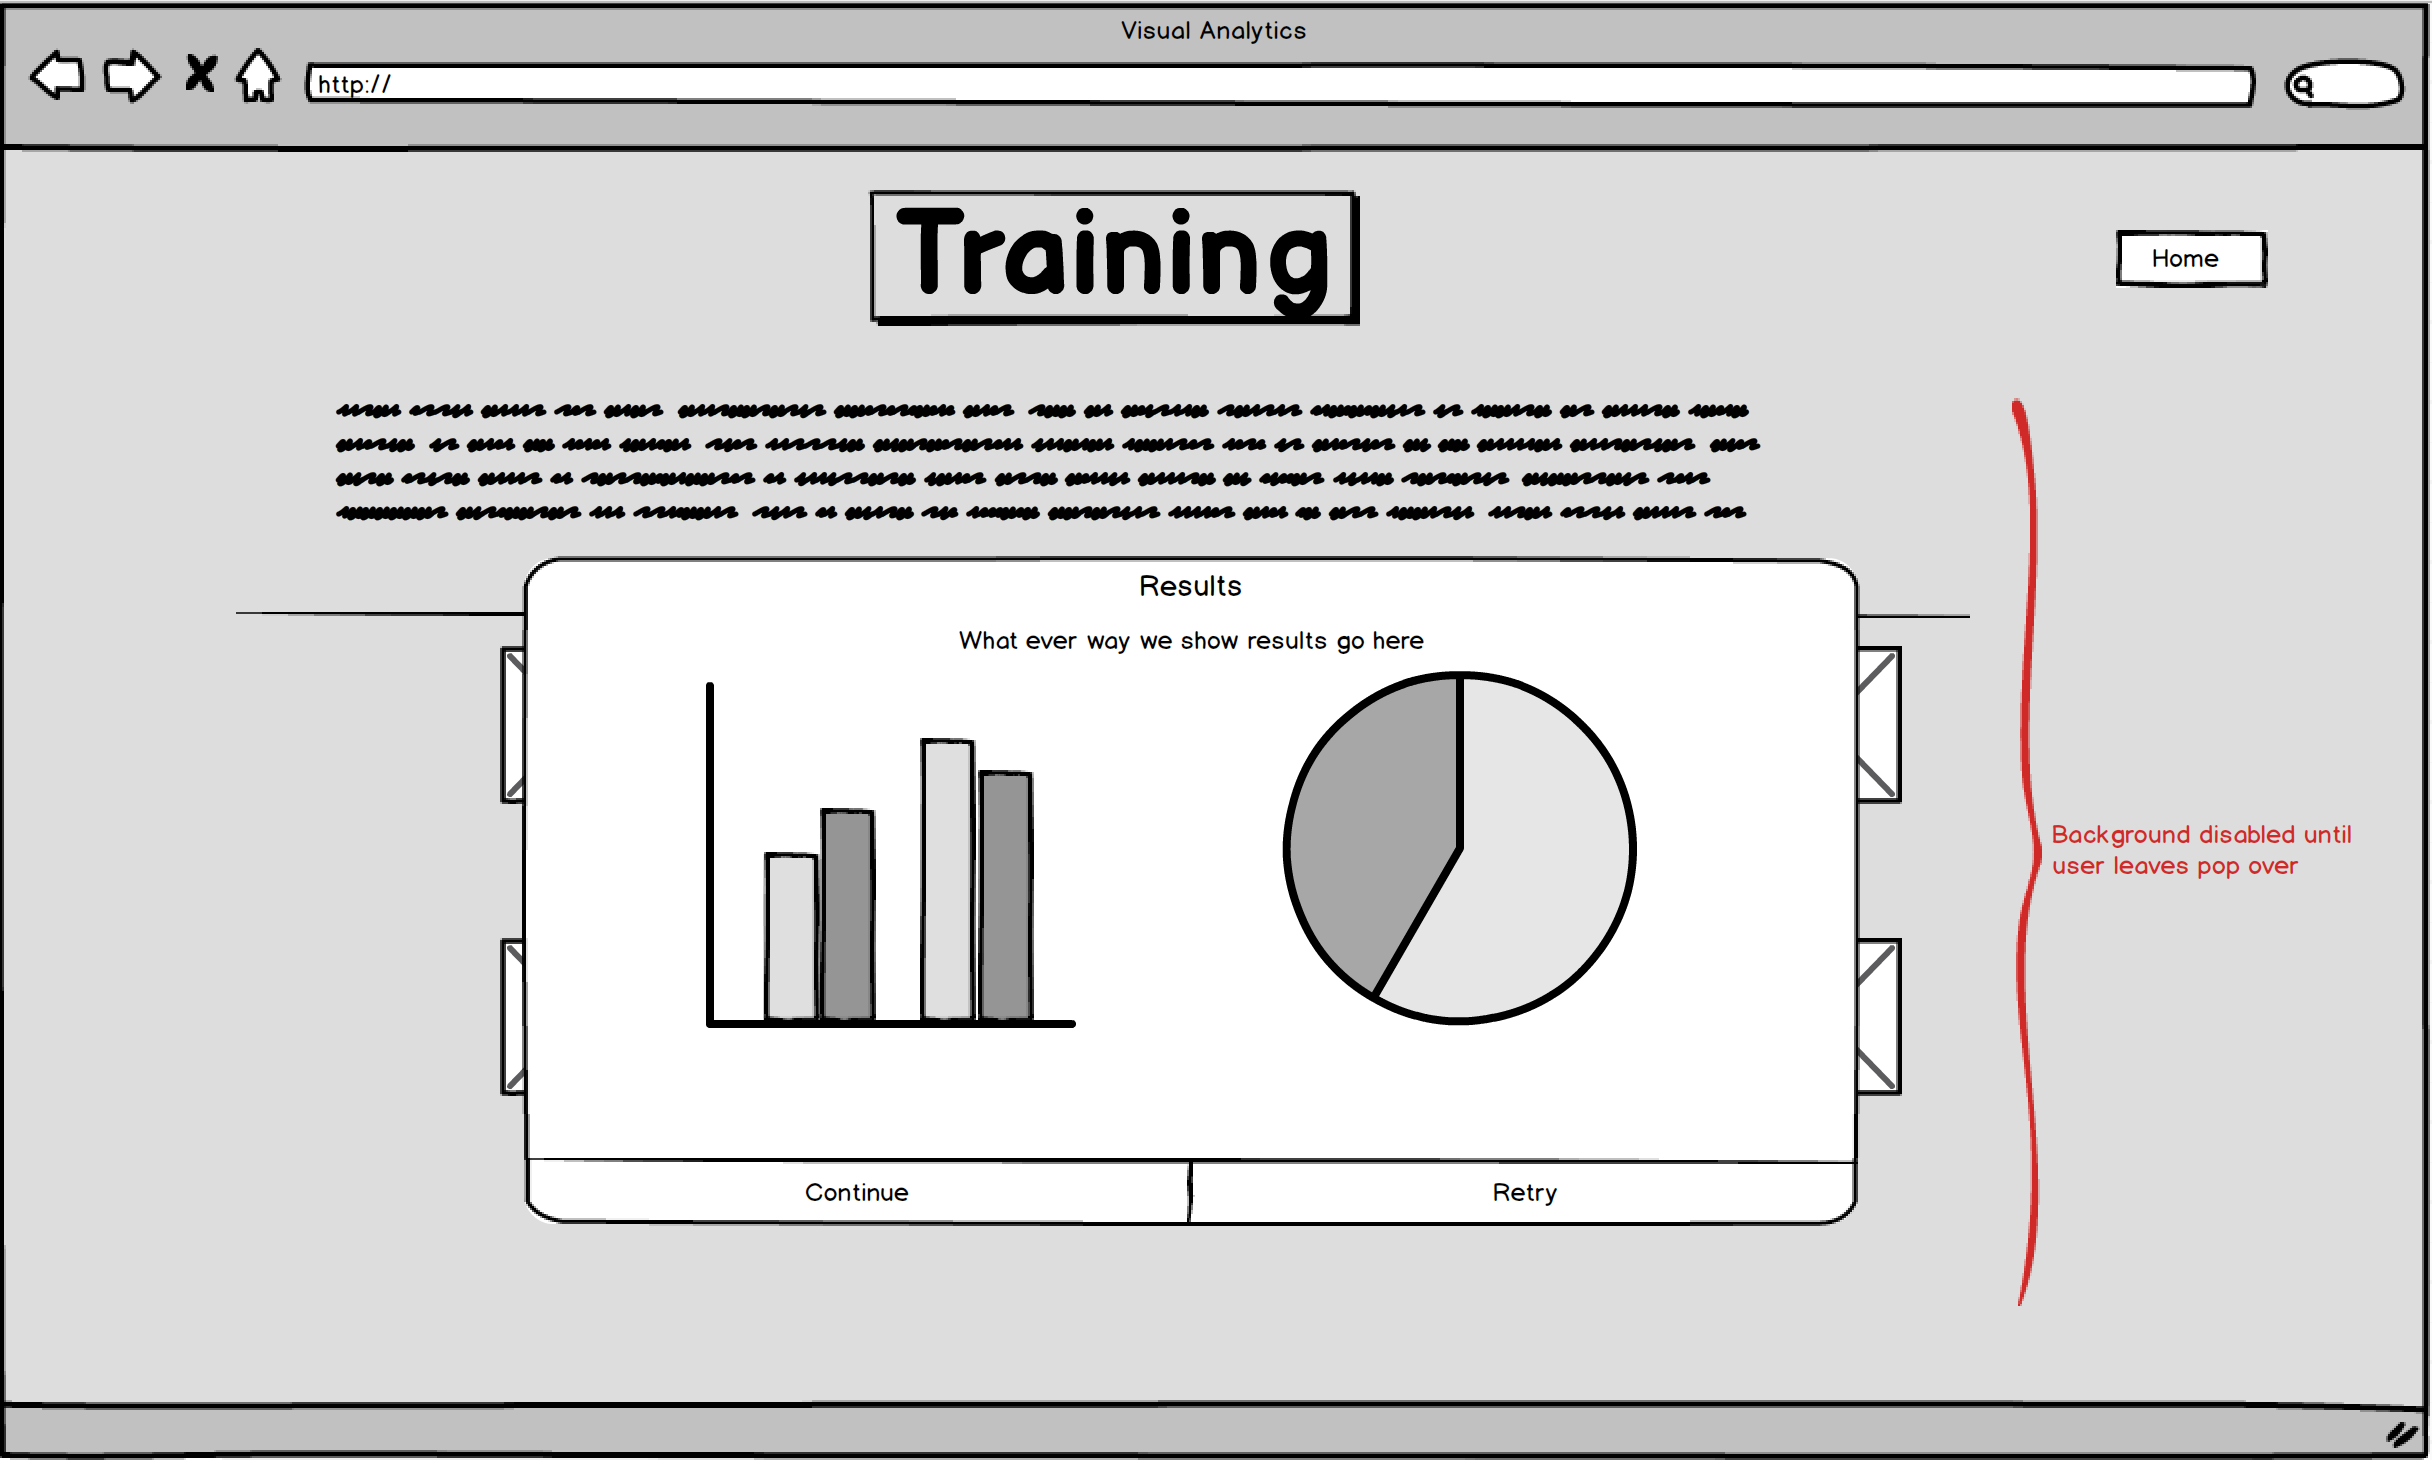 Visual Analytics
http://
Training
Home
Results
What ever way we show results go here
Background disabled until
user leaves pop over
Continue
Retry